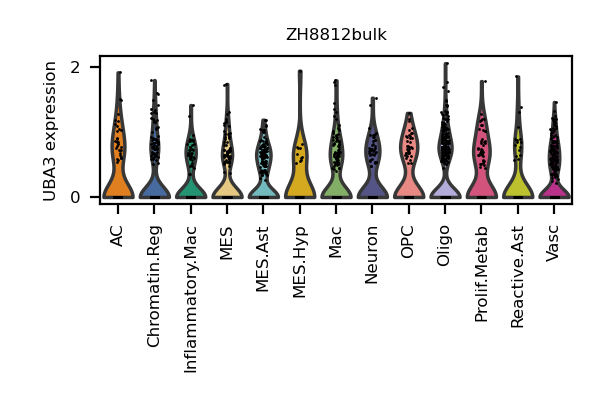 ZH8812bulk
UBA3 expression
2
0
AC
Chromatin.Reg
Inflammatory.Mac
MES
MES.Ast
MES.Hyp
Mac
Neuron
OPC
Oligo
Prolif.Metab
Reactive.Ast
Vasc